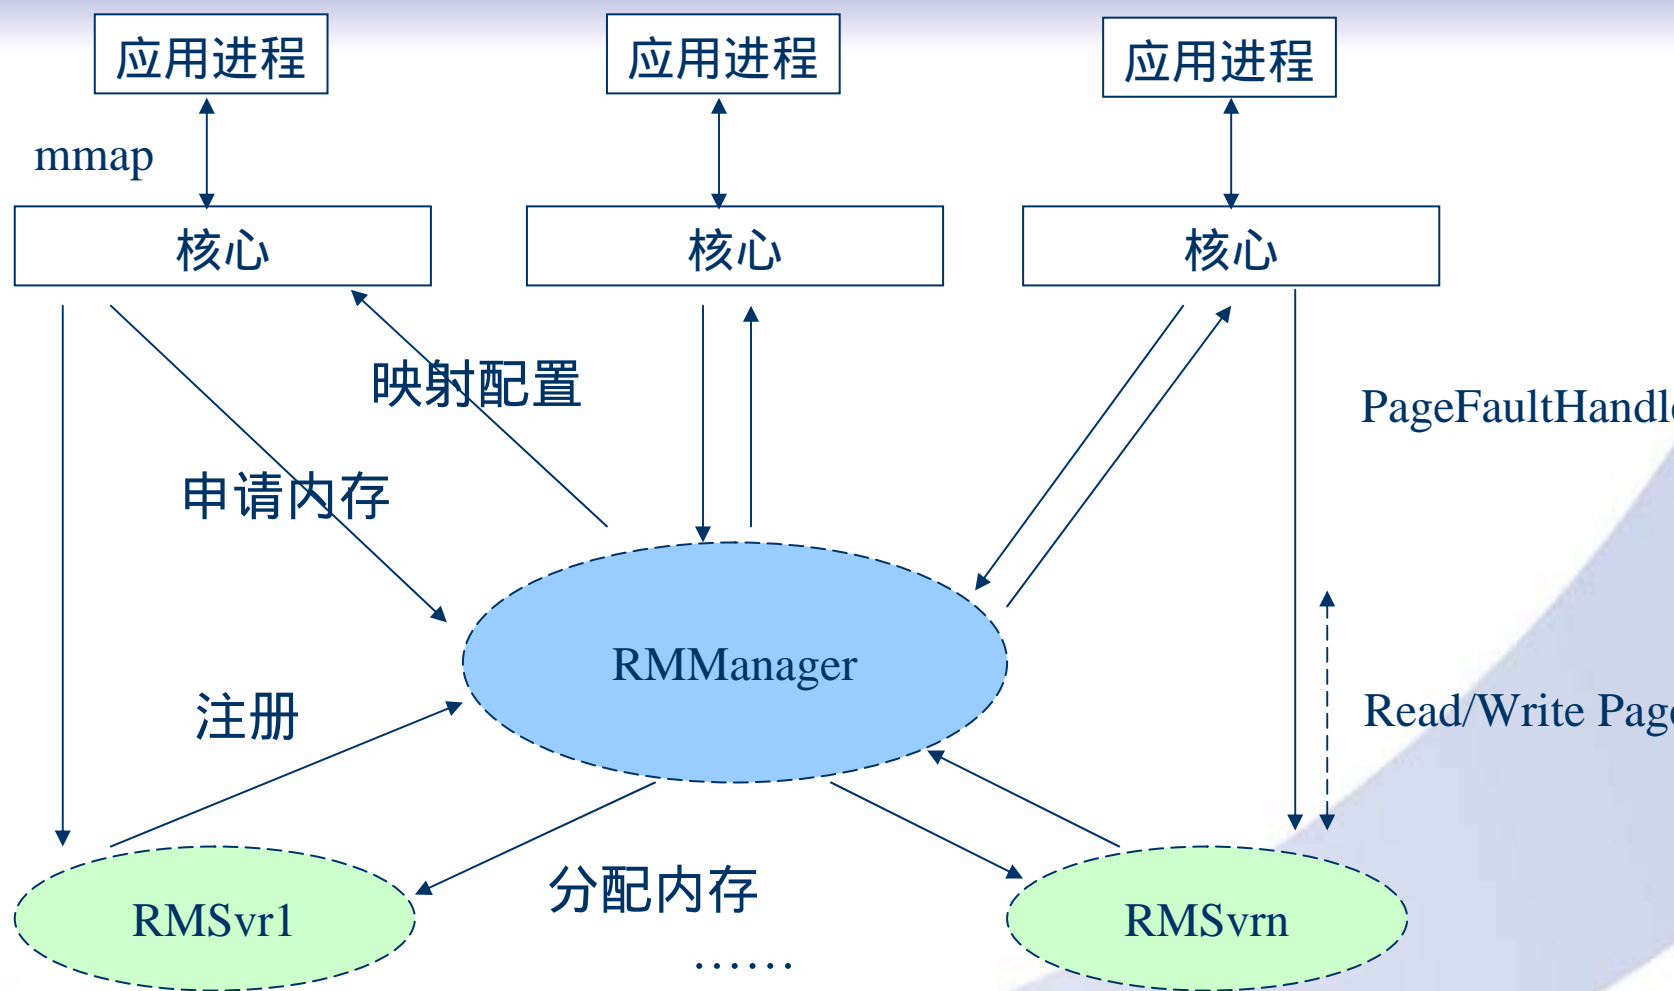 应用进程
应用进程
应用进程
mmap
核心
核心
核心
映射配置
PageFaultHandle
申请内存
RMManager
注册
Read/Write Page
分配内存
RMSvr1
RMSvrn
······